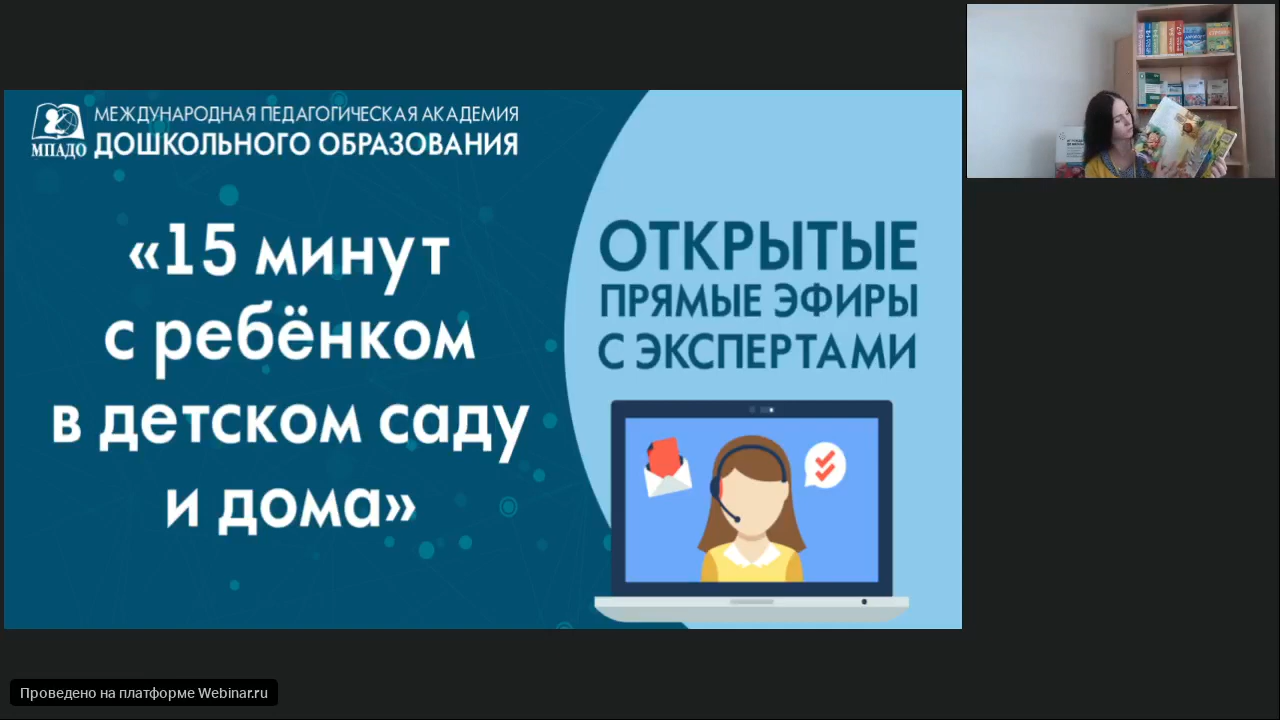 МЕЖДУНАРОДНАЯ ПЕДАГОГИЧЕСКАЯ АКАДЕМИЯ
ДОШКОЛЬНОГО ОБРАЗОВАНИЯ
МПАДО
«15 минут
с ребёнком
в детском саду
и дома»
ОТКРЫТЫЕ
ПРЯМЫЕ ЭФИРЫ
С ЭКСПЕРТАМИ
Проведено на платформе Webinar.ru